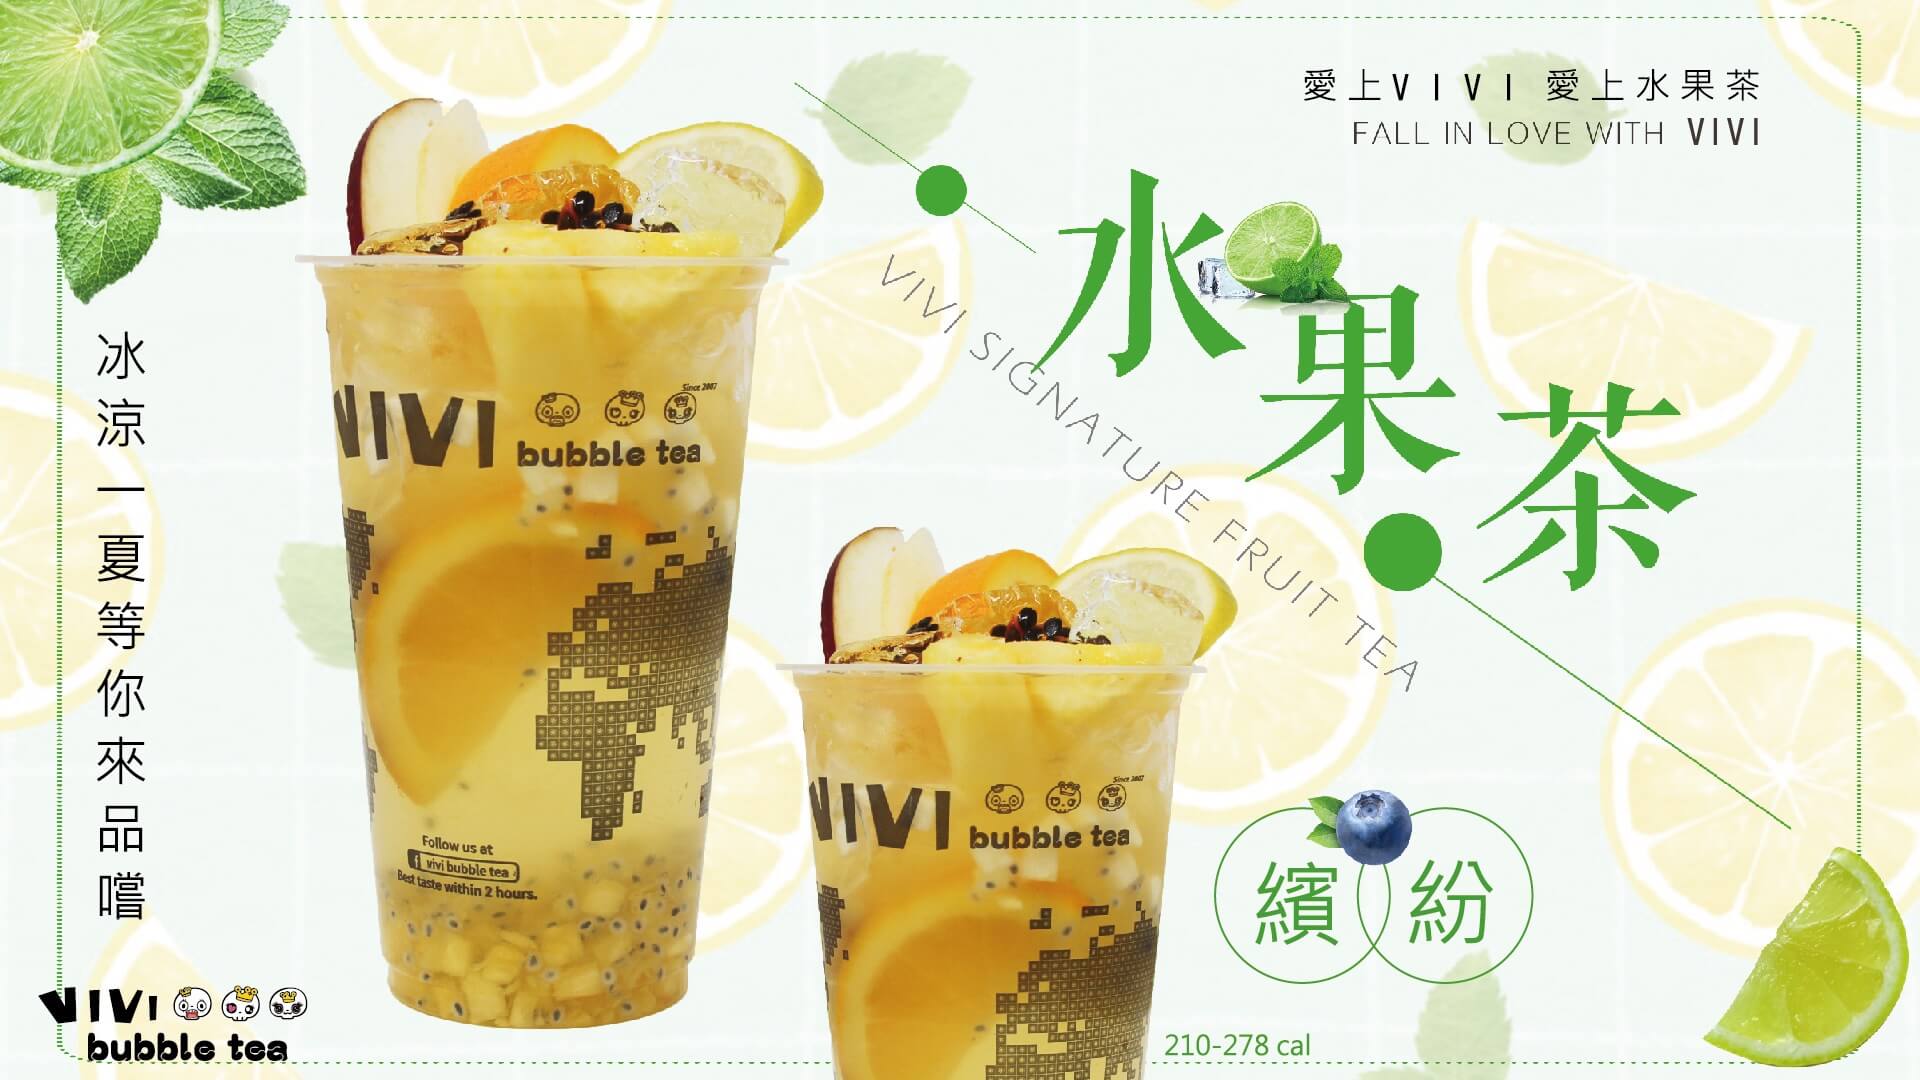 愛上VIVI 愛上水果茶
FALL IN LOVE WITH VIVI
水果茶
VIVI SIGNATURE FRUIT TEA
冰涼一夏等你來品嚐
Since 2007
VIVI
bubble tea
Follow us at
f vivi bubble tea
Best taste within 2 hours.
Since 2007
VIVI
bubble tea
繽紛
210-278 cal
VIVI
bubble tea